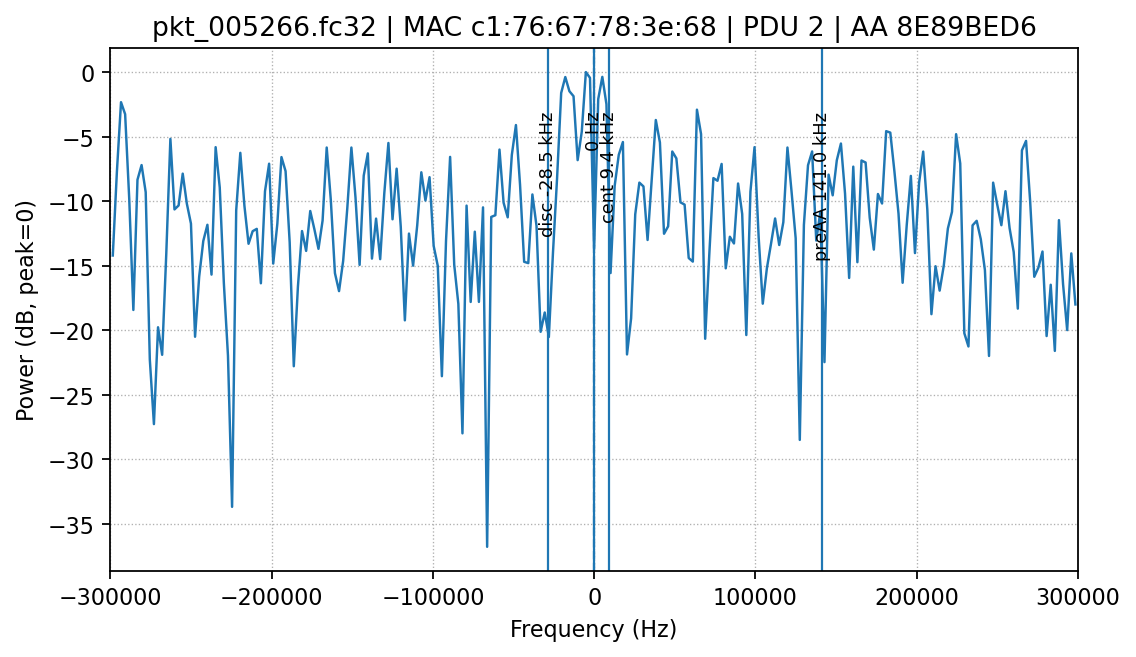 pkt_005266.fc32 | MAC c1:76:67:78:3e:68 | PDU 2 | AA 8E89BED6
0
−5
−10
−15
−20
−25
−30
−35
Power (dB, peak=0)
disc -28.5 kHz
0 Hz
cent 9.4 kHz
preAA 141.0 kHz
−300000
−200000
−100000
0
100000
200000
300000
Frequency (Hz)